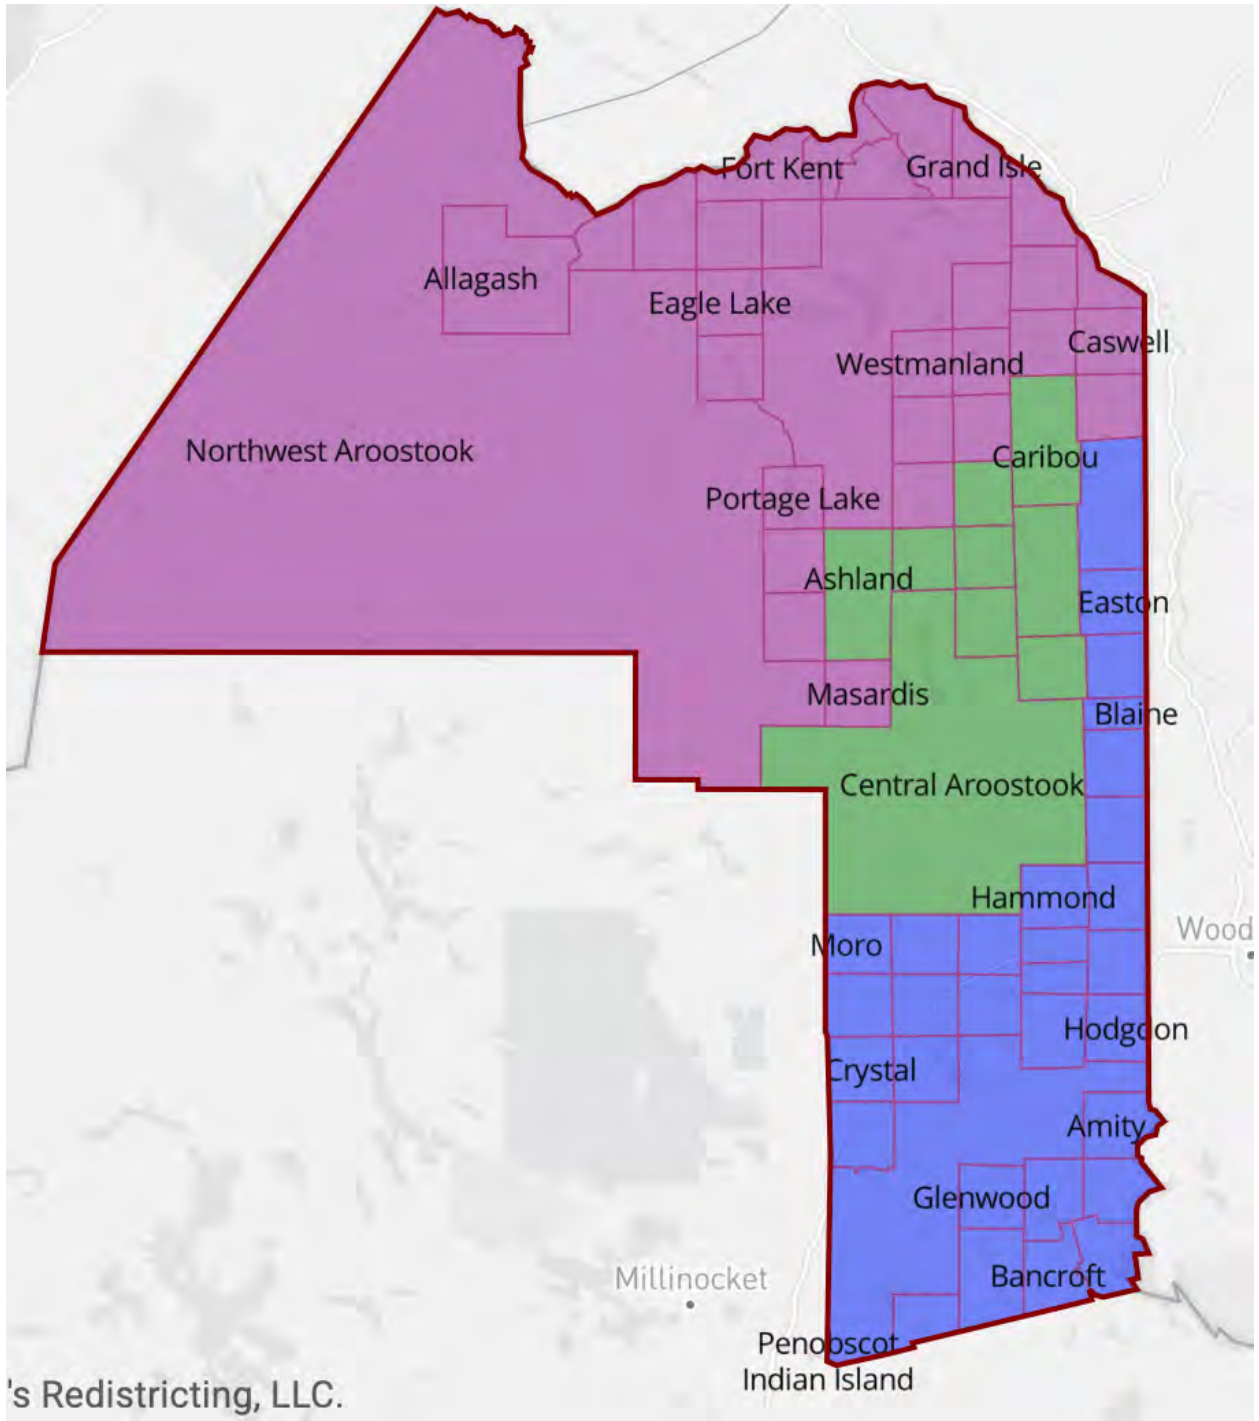 Fort Kent
Grand Isle
Allagash
Eagle Lake
Caswell
Westmanland
Northwest Aroostook
Caribou
Portage Lake
Ashland
Easton
Masardis
Blaine
Central Aroostook
Hammond
Wood
Moro
Hodgdon
Crystal
Amity
Glenwood
Bancroft
Millinocket
Penobscot
Indian Island
's Redistricting, LLC.